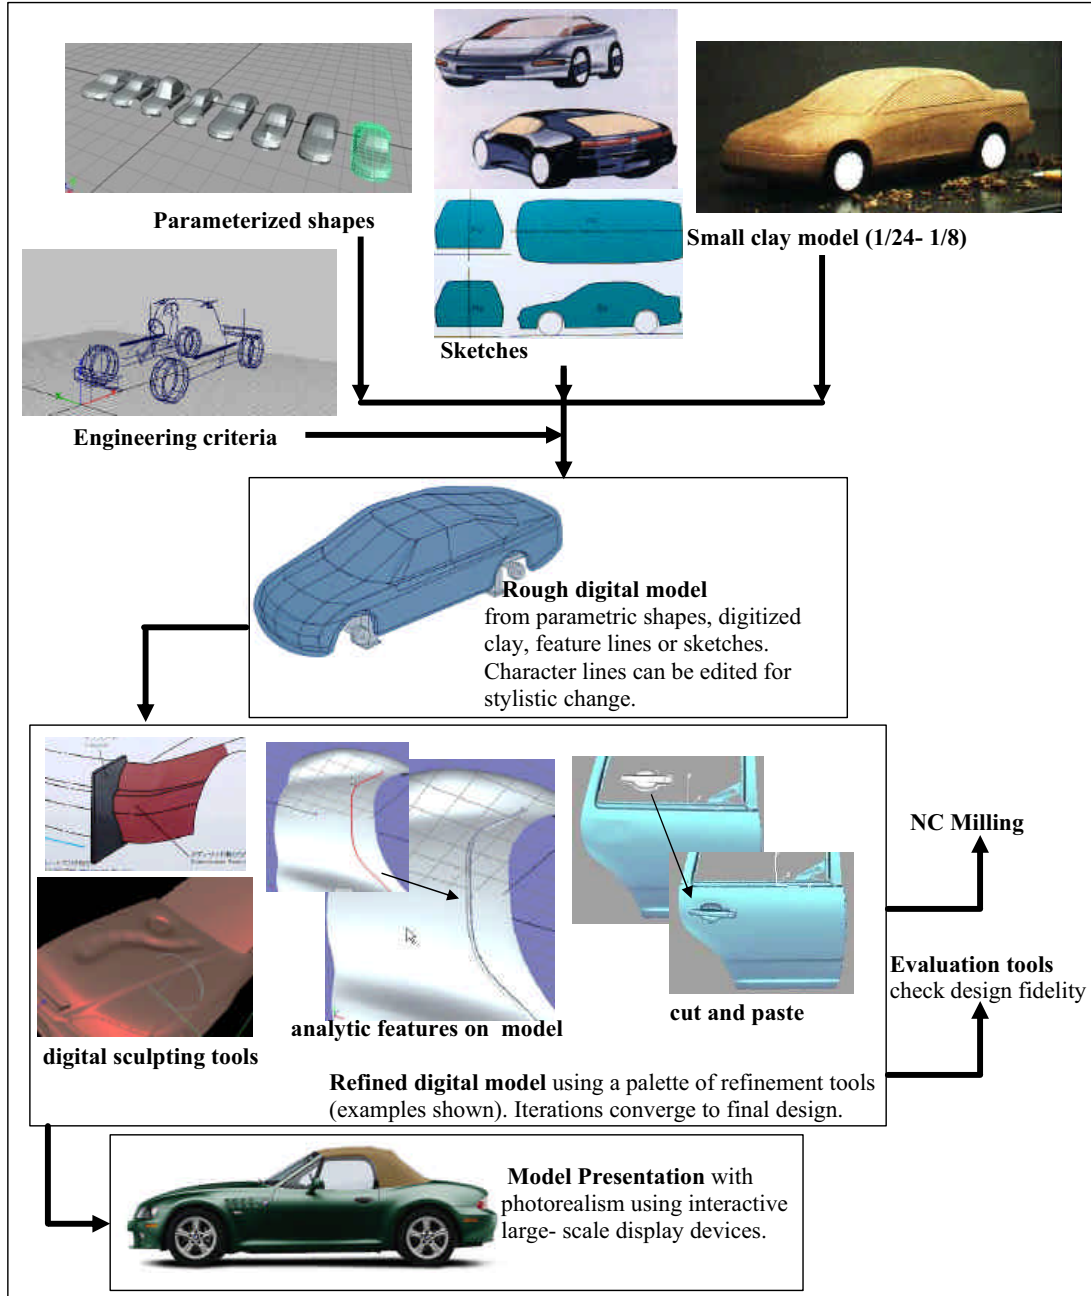 Parameterized shapes
Small clay model (1/24- 1/8)
Sketches
Engineering criteria
Rough digital model
from parametric shapes, digitized
clay, feature lines or sketches.
Character lines can be edited for
stylistic change.
NC Milling
Evaluation tools
check design fidelity
cut and paste
analytic features on model
digital sculpting tools
Refined digital model using a palette of refinement tools
(examples shown). Iterations converge to final design.
Model Presentation with
photorealism using interactive
large- scale display devices.